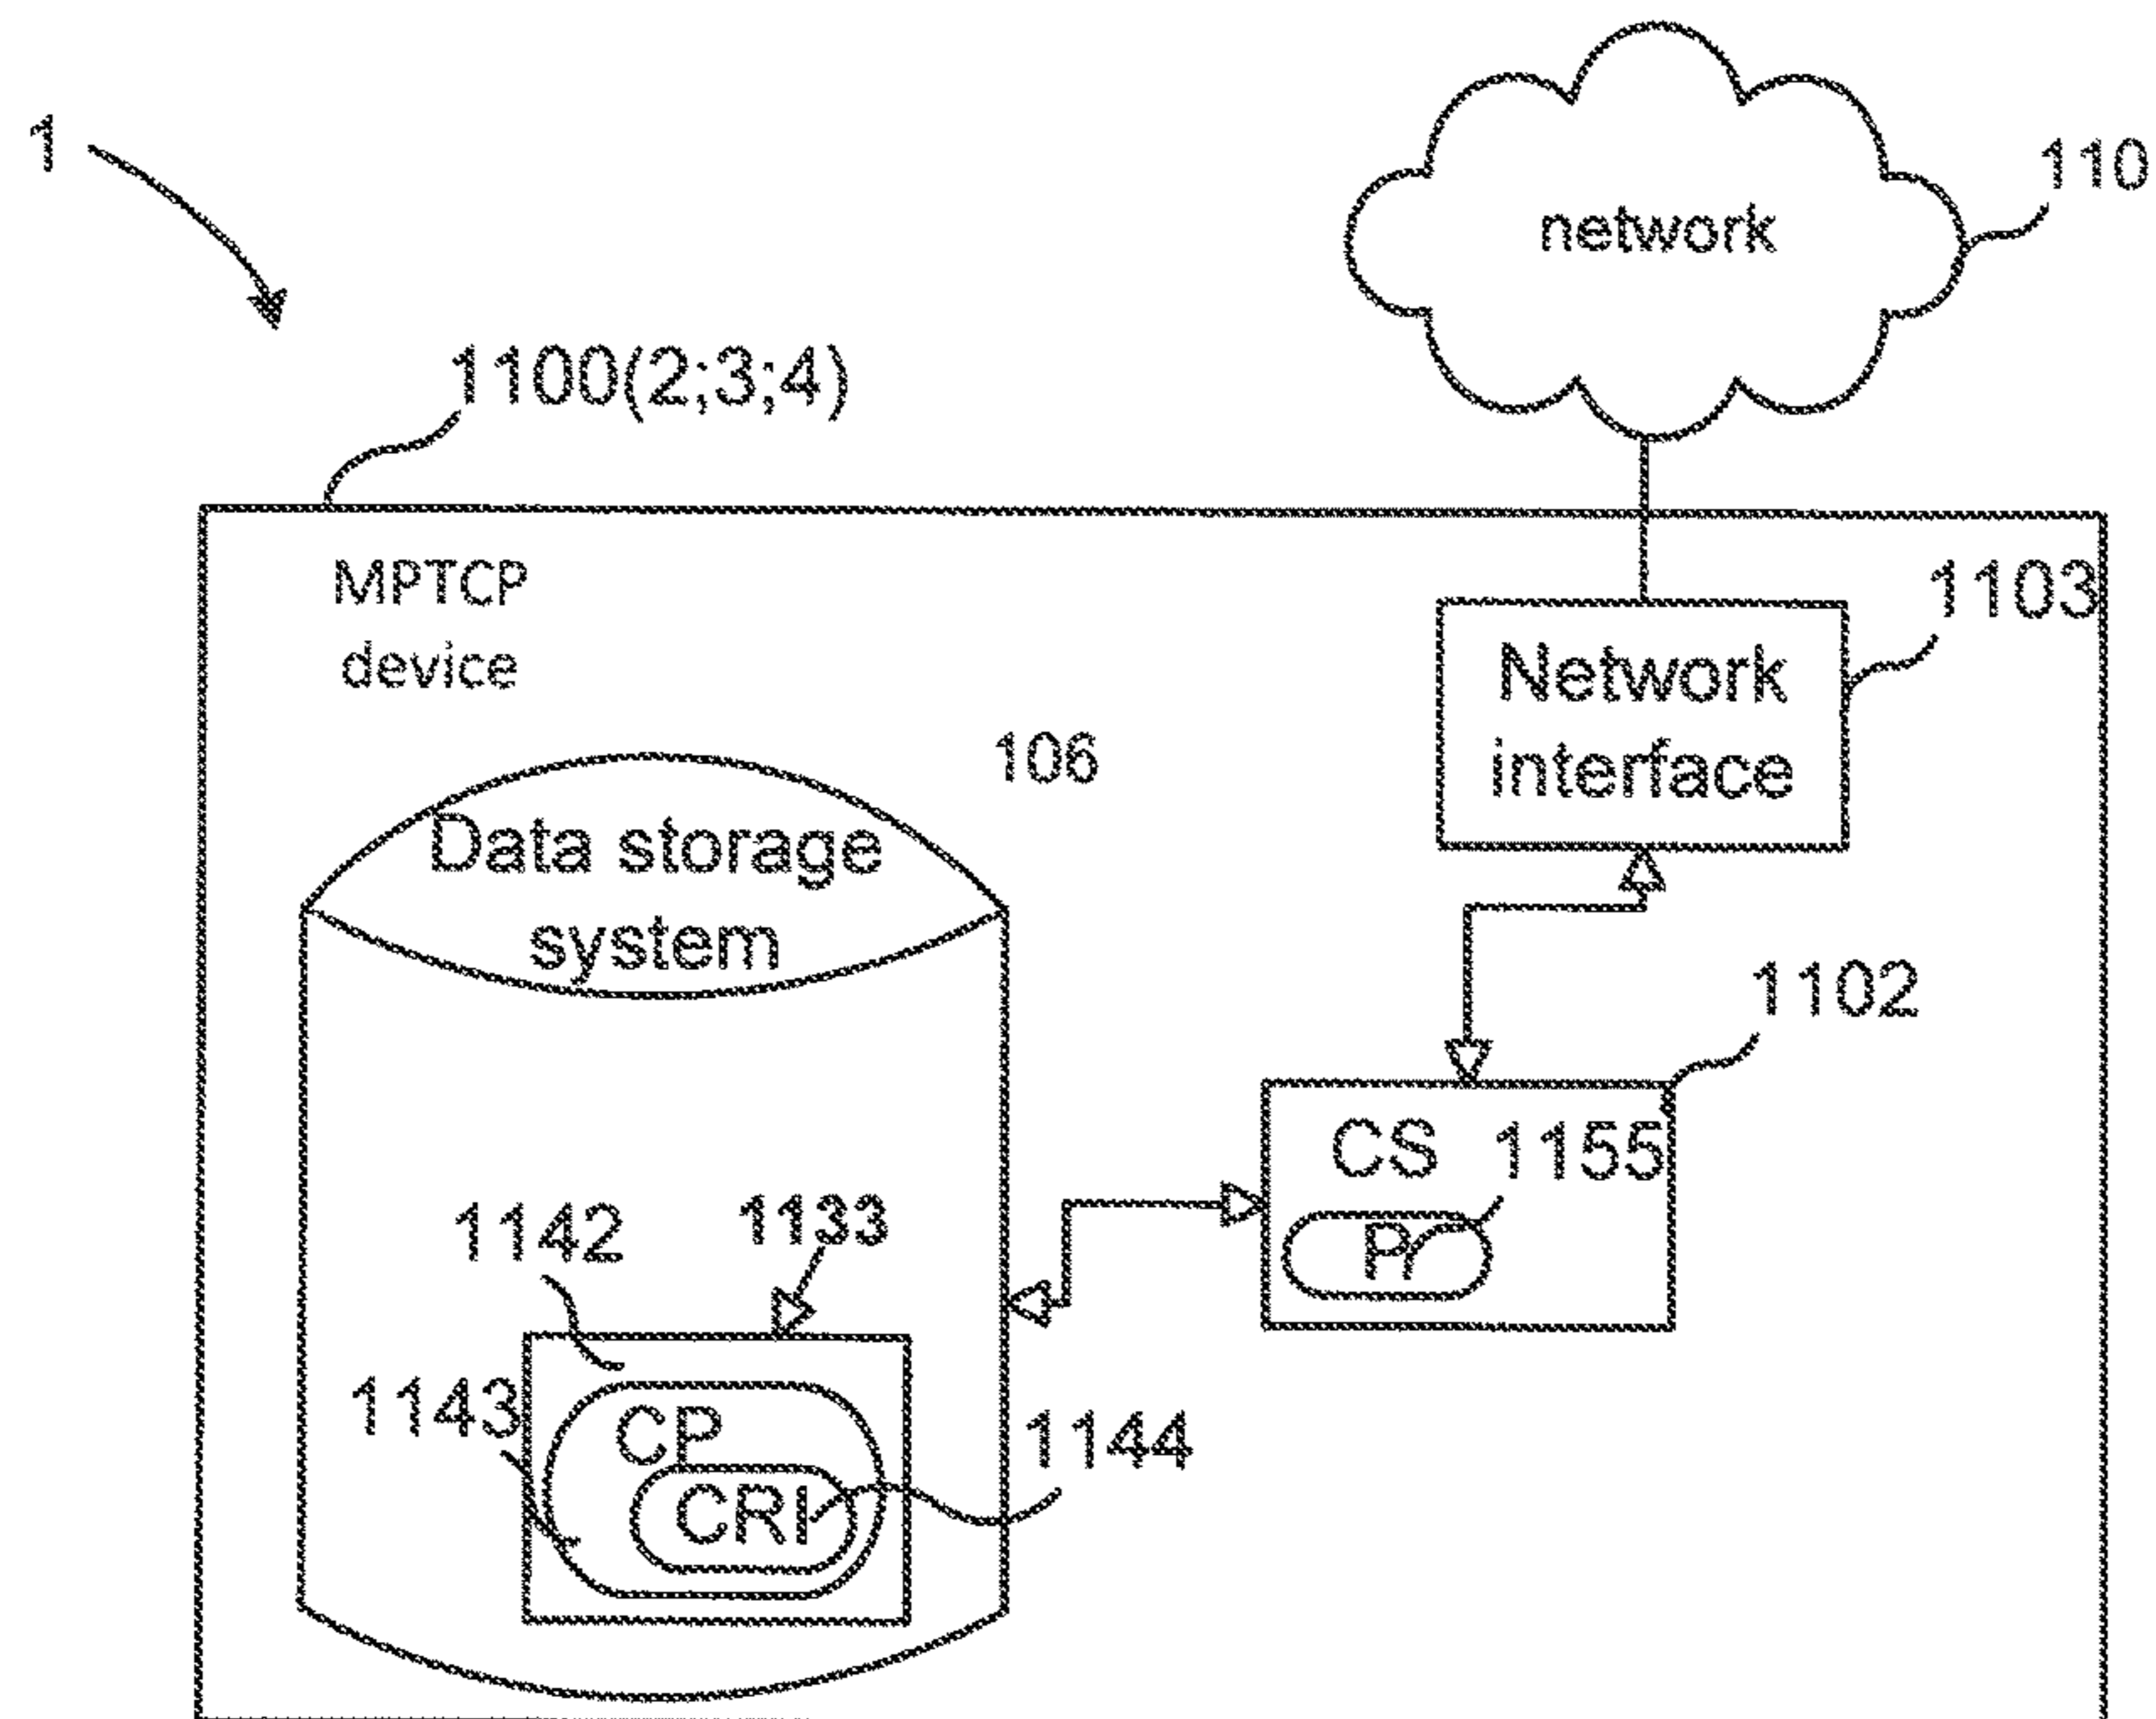 1
110
network
1100(2;3;4)
MPTCP
device
1103
Network
interface
106
Data storage
system
1102
CS
1155
P
1142
1133
1143
CP
1144
CRI